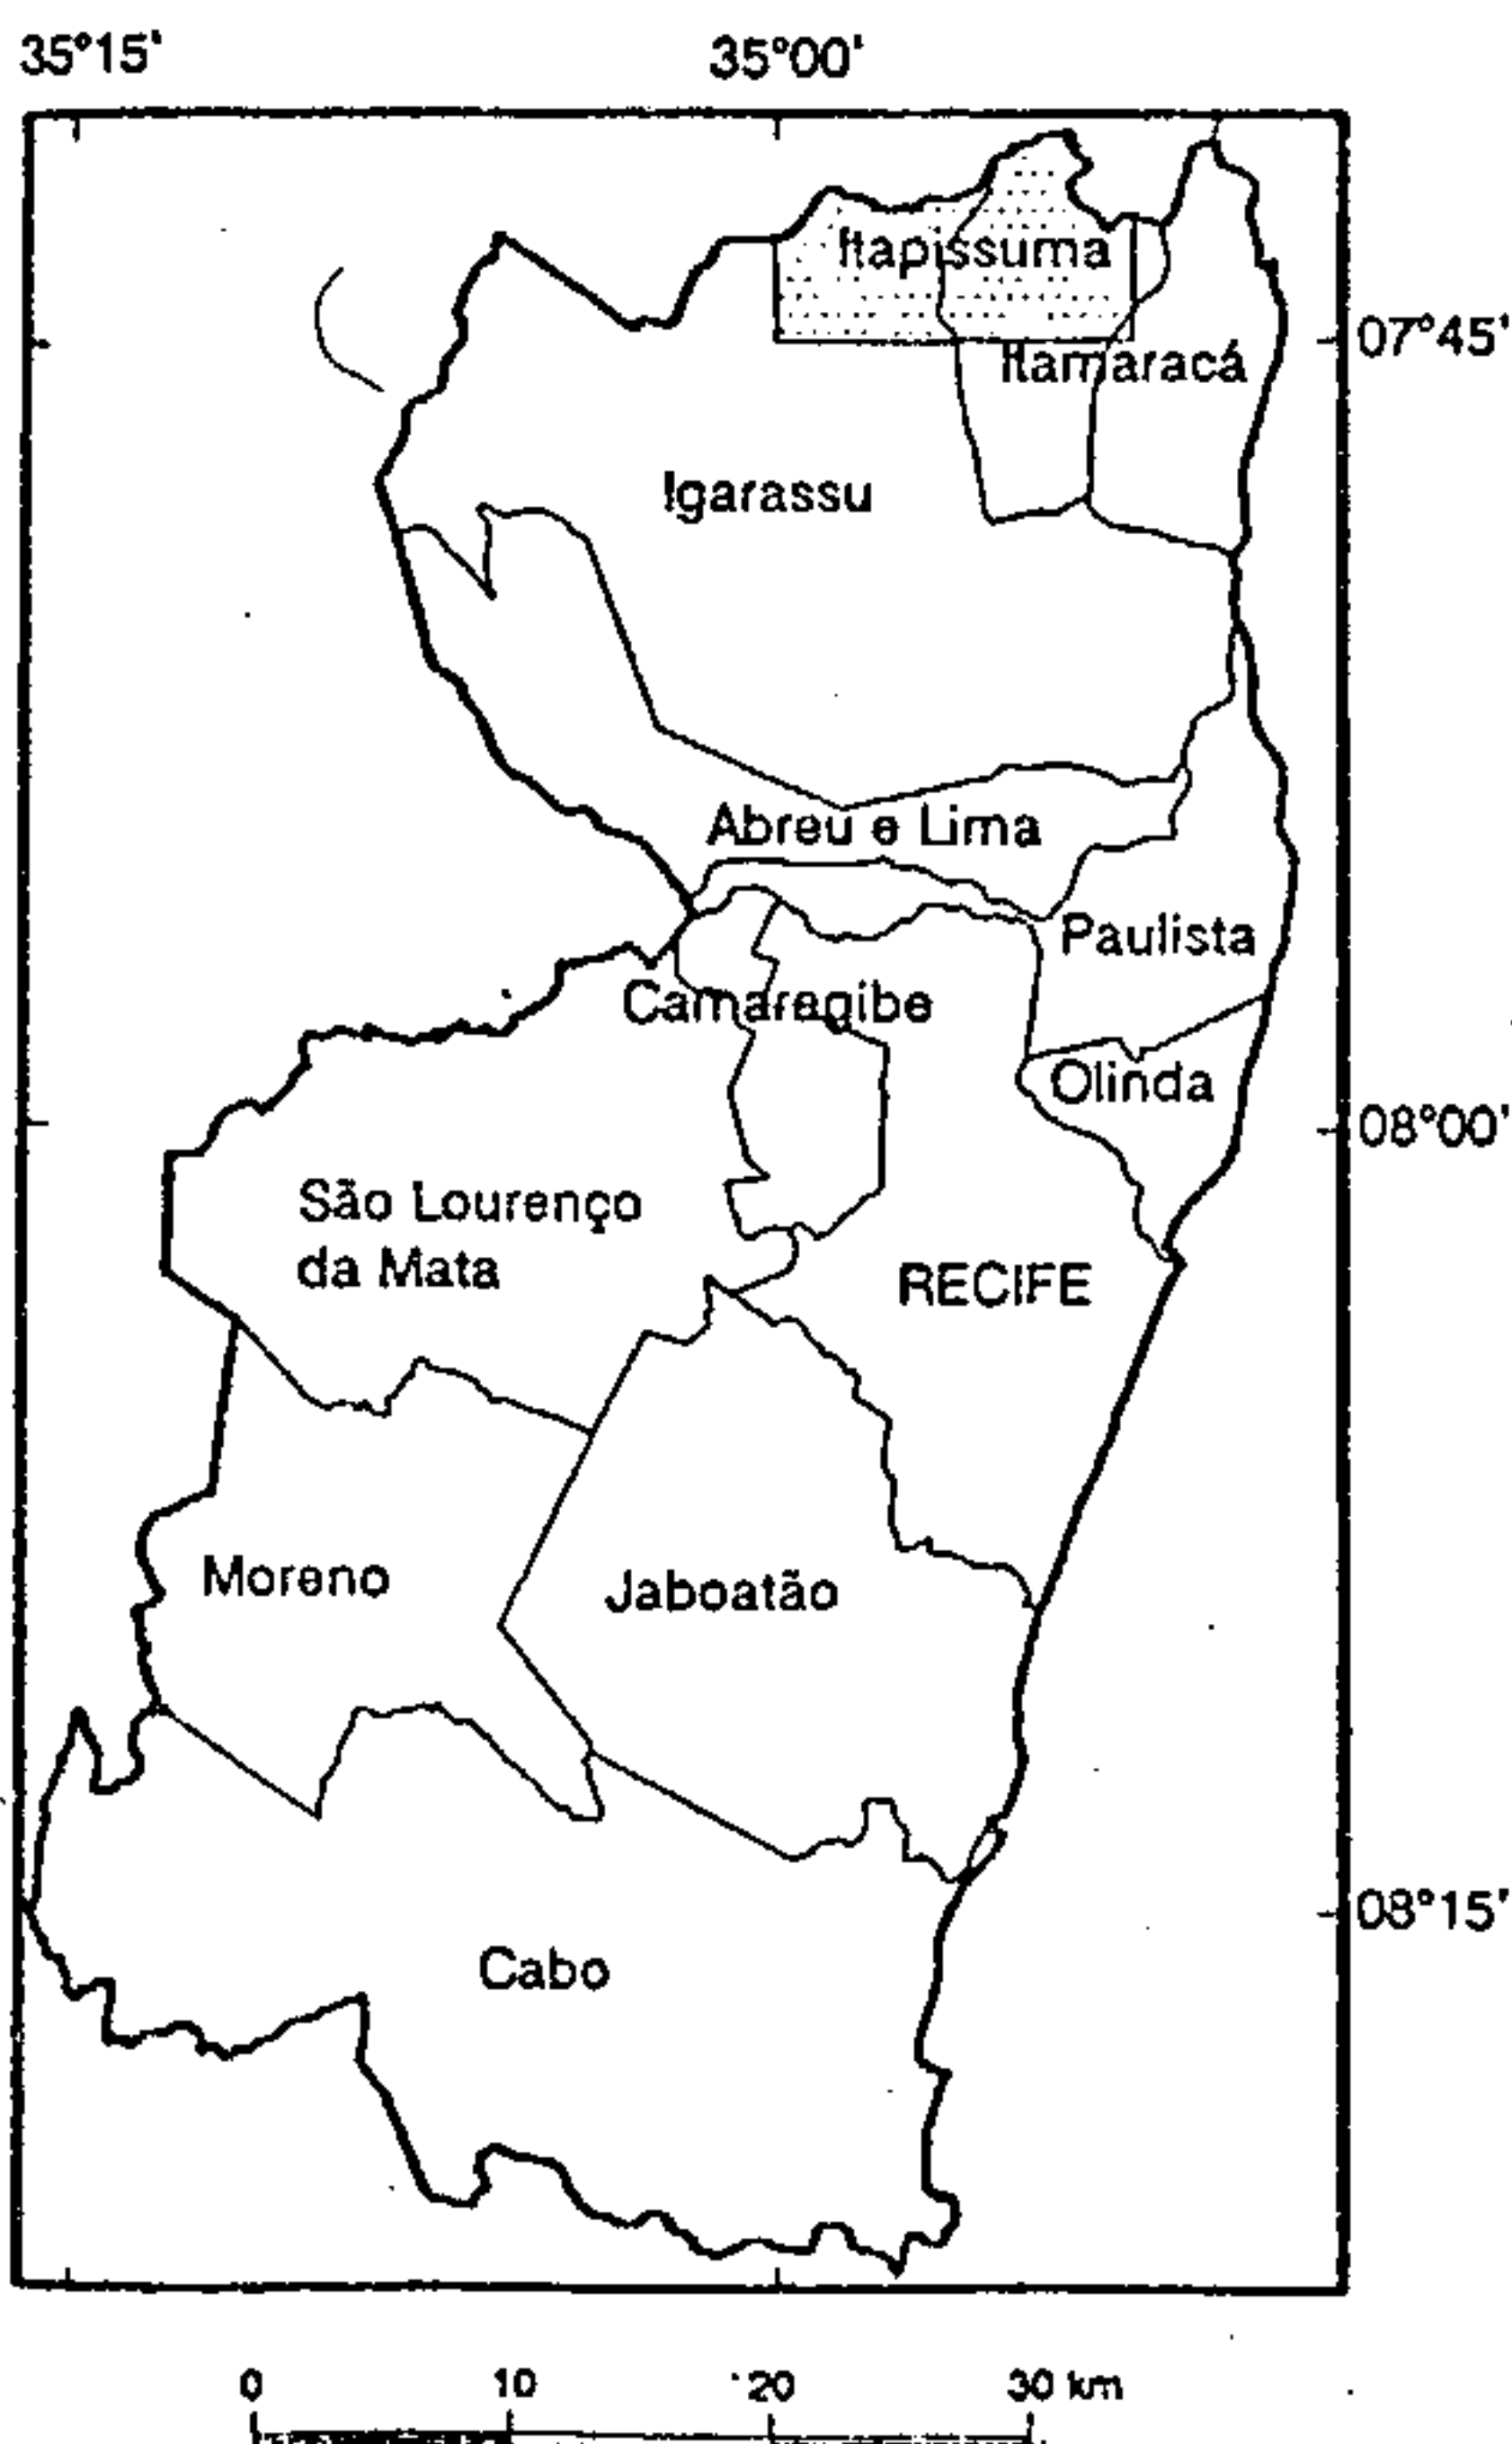 35°15'
35°00'
Itapissuma
07°45'
Itamaracá
Igarassu
Abreu e Lima
Paulista
Camaragibe
Olinda
08°00'
São Lourenço
da Mata
RECIFE
Moreno
Jaboatão
08°15'
Cabo
0 10 20 30 km